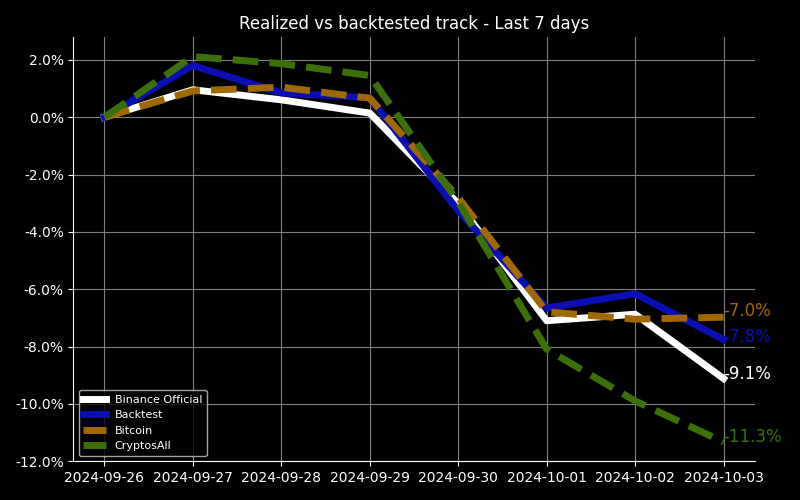 Realized vs backtested track - Last 7 days
2.0%
0.0%
-2.0%
-4.0%
-6.0%
-8.0%
-10.0%
-12.0%
-7.0%
-7.8%
-9.1%
-11.3%
Binance Official
Backtest
Bitcoin
CryptosAll
2024-09-26 2024-09-27 2024-09-28 2024-09-29 2024-09-30 2024-10-01 2024-10-02 2024-10-03